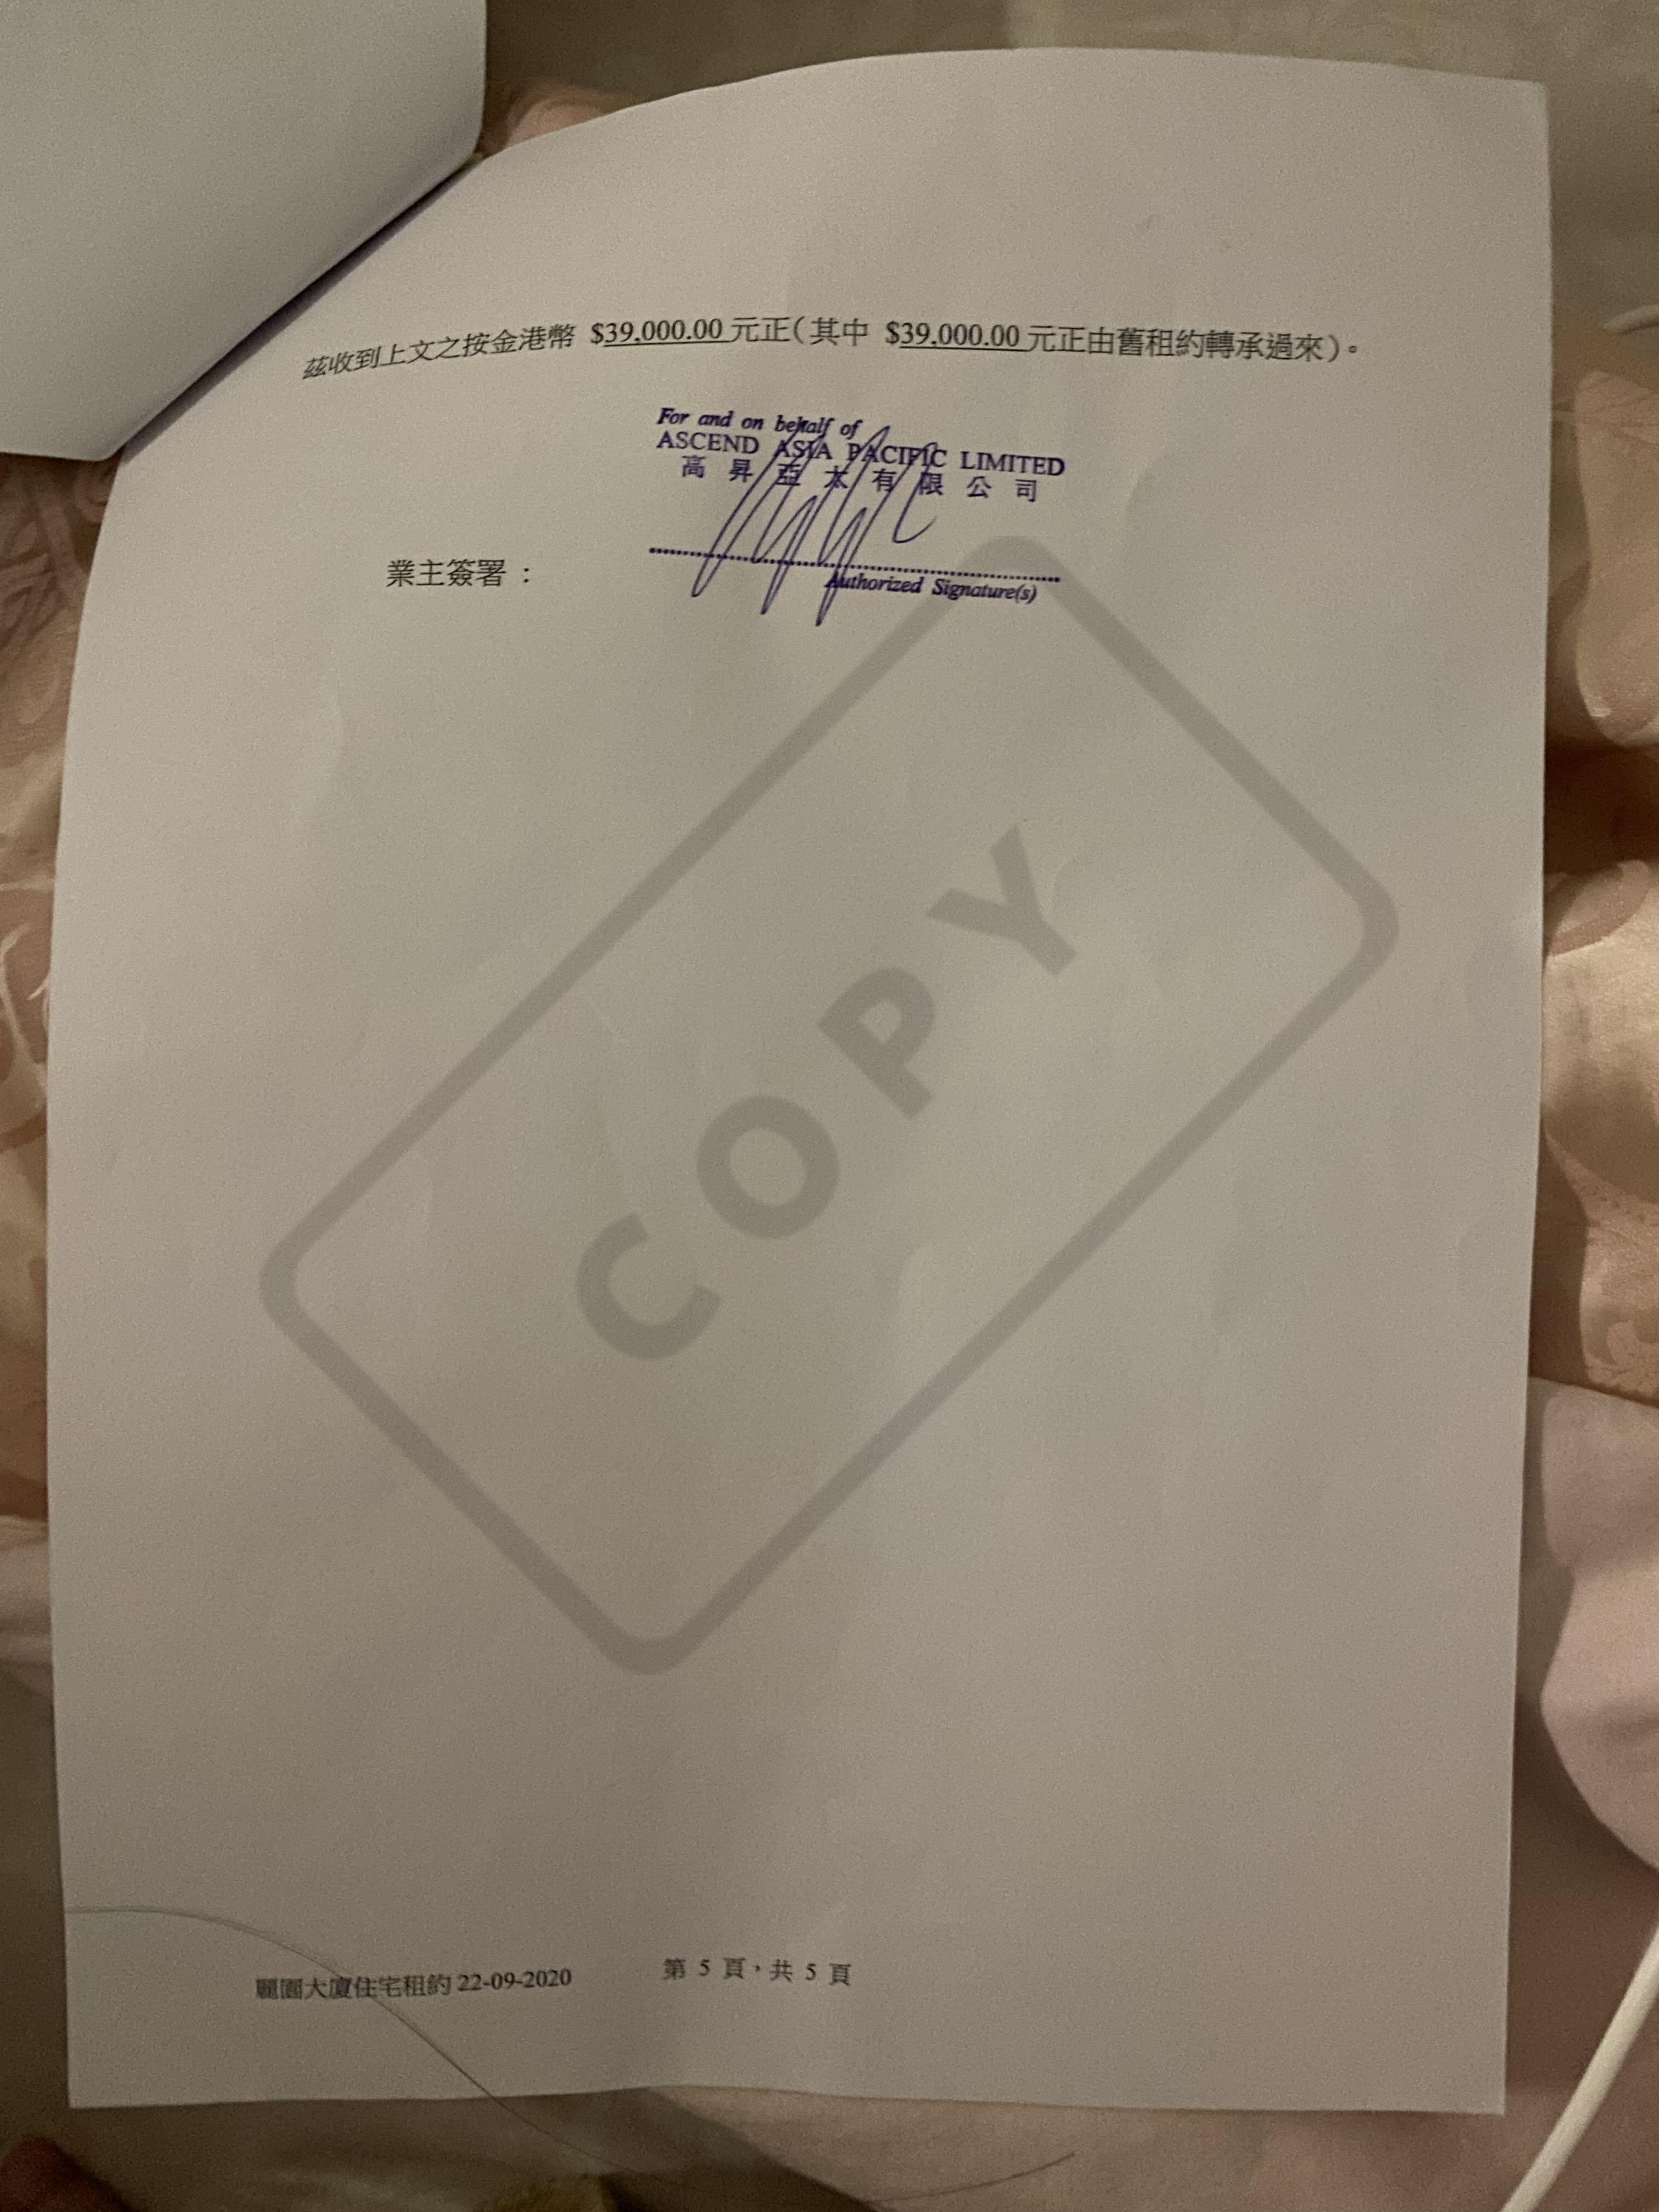 茲收到上文之按金港幣 $39,000.00 元正(其中 $39,000.00 元正由舊租約轉承過來)。
For and on behalf of
ASCEND ASIA PACIFIC LIMITED
高昇亞太有限公司
業主簽署：
Authorized Signature(s)
COPY
麗園大廈住宅租約 22-09-2020 第 5 頁，共 5 頁